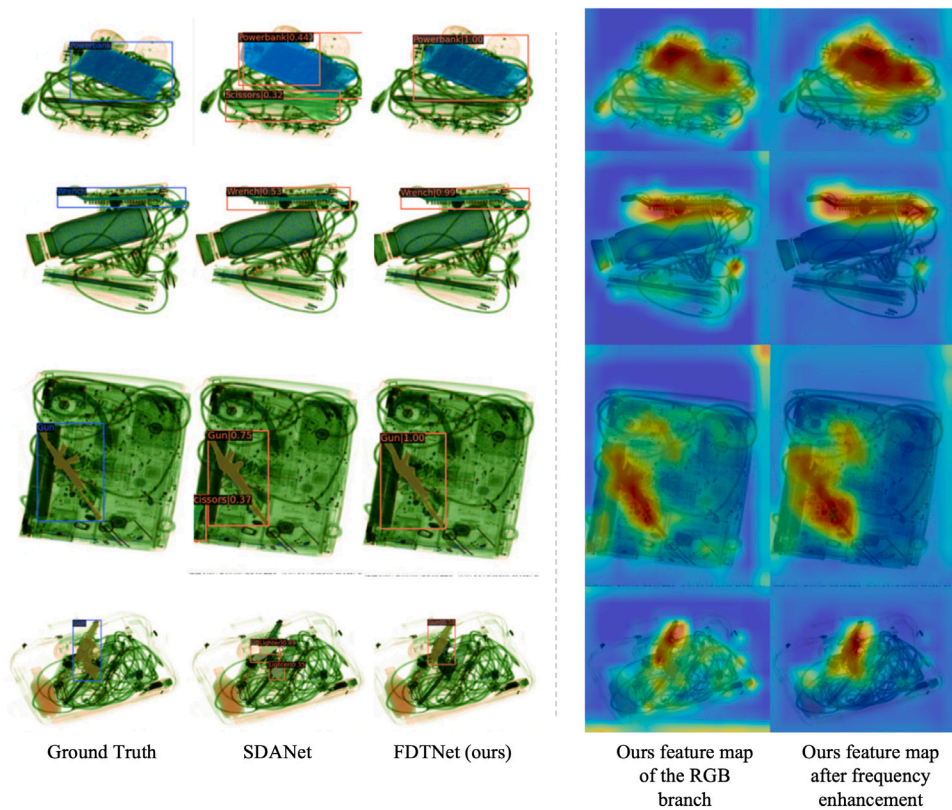 Powerbank
Powerbank|0.441
Powerbank|1.00
Scissors|0.32
Wrench|0.53
Wrench|0.99
Gun
Gun|0.75
Gun|1.00
cissors|0.37
Ground Truth
SDANet
FDTNet (ours)
Ours feature map
of the RGB
branch
Ours feature map
after frequency
enhancement